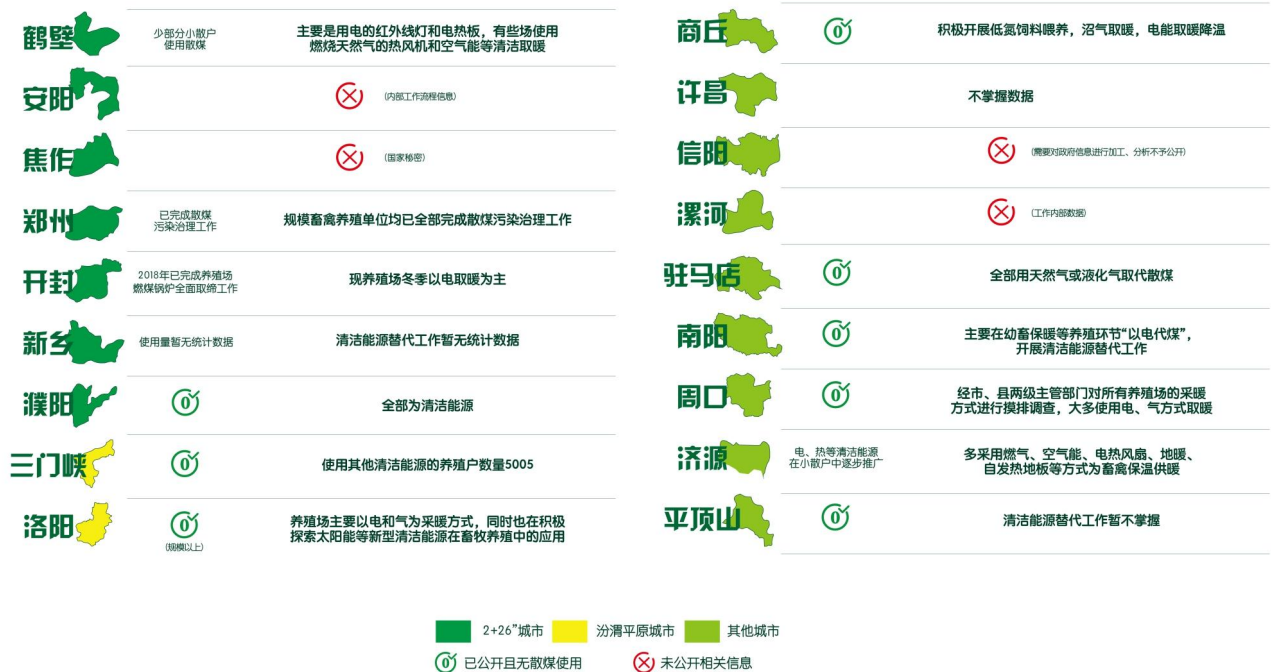 鹤壁
少部分小散户
使用散煤
主要是用电的红外线灯和电热板，有些场使用
燃烧天然气的热风机和空气能等清洁取暖
安阳
(内部工作流程信息)
焦作
(国家秘密)
郑州
已完成散煤
污染治理工作
规模畜禽养殖单位均已全部完成散煤污染治理工作
开封
2018年已完成养殖场
燃煤锅炉全面取缔工作
现养殖场冬季以电取暖为主
新乡
使用量暂无统计数据
清洁能源替代工作暂无统计数据
濮阳
0
全部为清洁能源
三门峡
0
使用其他清洁能源的养殖户数量5005
洛阳
0
(规模以上)
养殖场主要以电和气为采暖方式，同时也在积极
探索太阳能等新型清洁能源在畜牧养殖中的应用
商丘
0
积极开展低氮饲料喂养，沼气取暖，电能取暖降温
许昌
不掌握数据
信阳
(需要对政府信息进行加工、分析不予公开)
漯河
(工作内部数据)
驻马店
0
全部用天然气或液化气取代散煤
南阳
0
主要在幼畜保暖等养殖环节“以电代煤”，
开展清洁能源替代工作
周口
0
经市、县两级主管部门对所有养殖场的采暖
方式进行摸排调查，大多使用电、气方式取暖
济源
电、热等清洁能源
在小散户中逐步推广
多采用燃气、空气能、电热风扇、地暖、
自发热地板等方式为畜禽保温供暖
平顶山
0
清洁能源替代工作暂不掌握
2+26”城市
汾渭平原城市
其他城市
0 已公开且无散煤使用
未公开相关信息